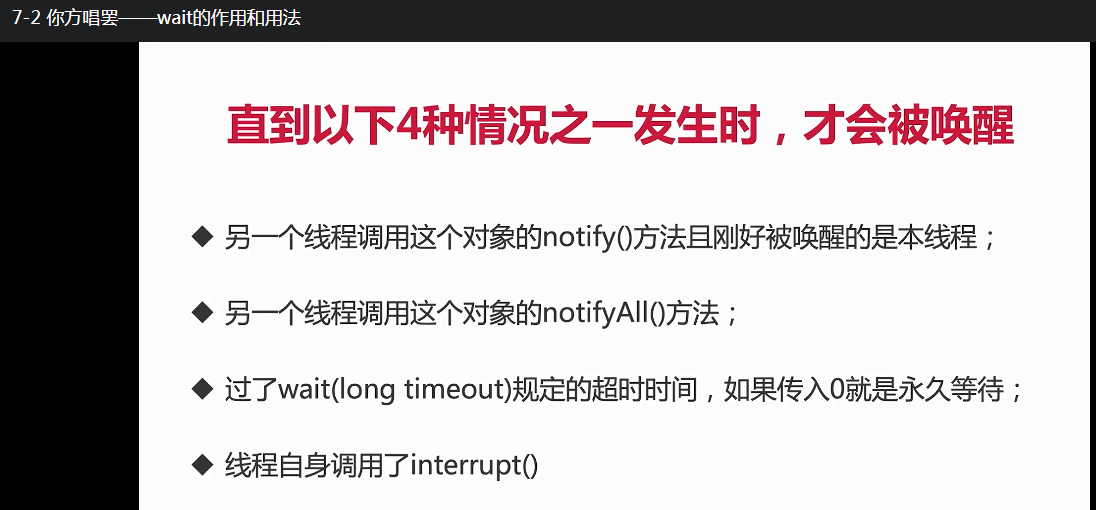 7-2 你方唱罢——wait的作用和用法
直到以下4种情况之一发生时，才会被唤醒
◆ 另一个线程调用这个对象的notify()方法且刚好被唤醒的是本线程；
◆ 另一个线程调用这个对象的notifyAll()方法；
◆ 过了wait(long timeout)规定的超时时间，如果传入0就是永久等待；
◆ 线程自身调用了interrupt()